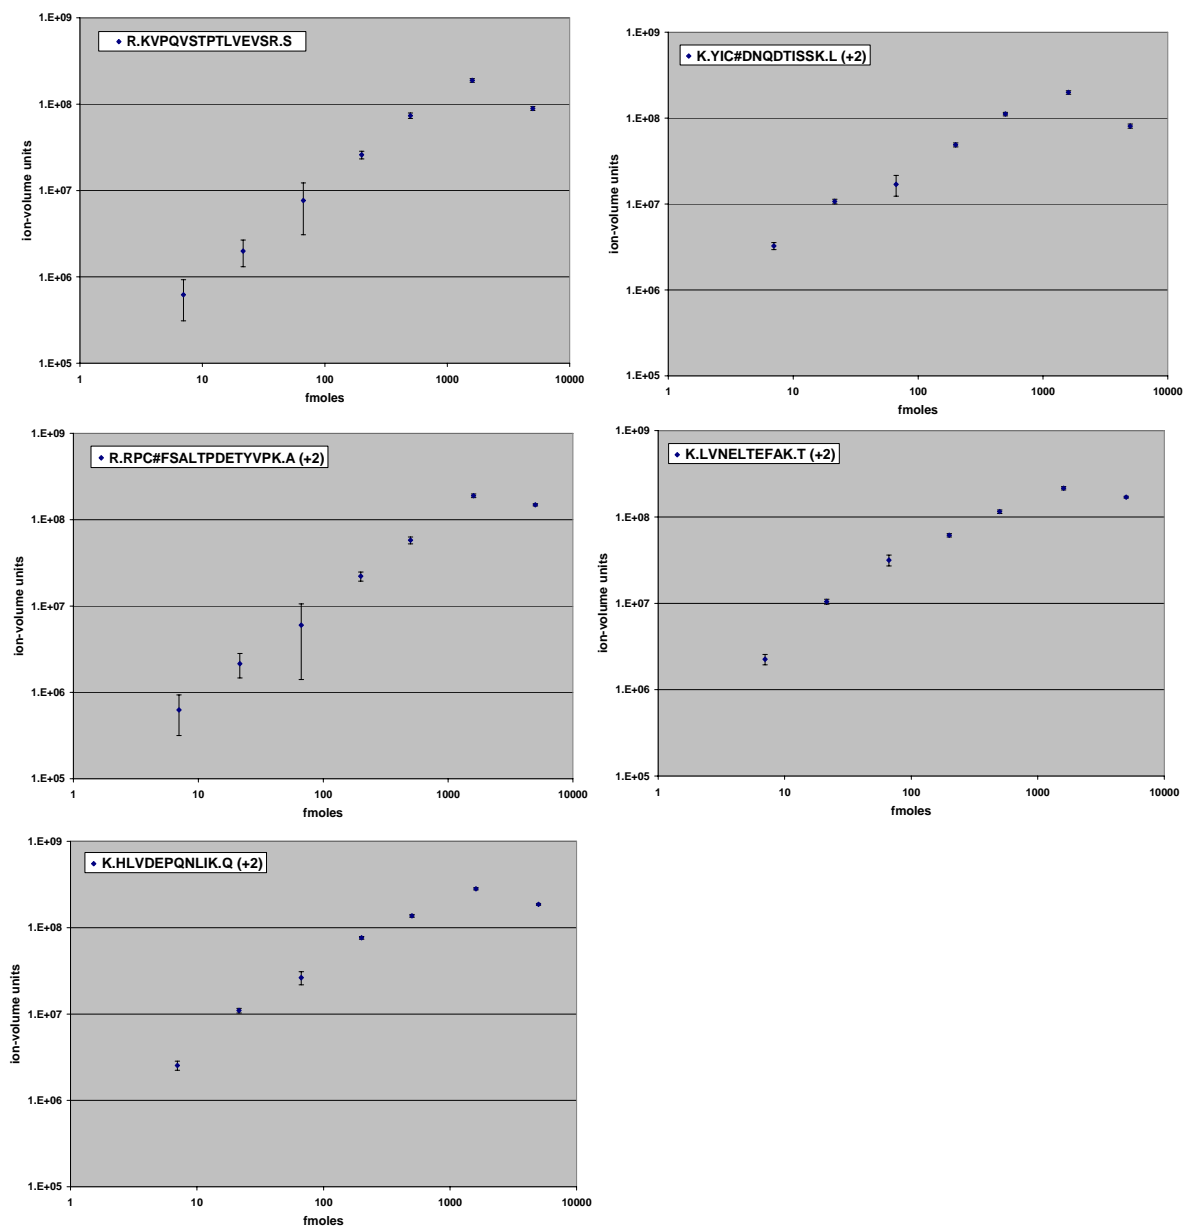 R.KVPQVSTPTLVEVSR.S
1.E+09
1.E+08
1.E+07
1.E+06
1.E+05
ion-volume units
1
10
100
1000
10000
fmoles
K.YIC#DNQDTISSK.L (+2)
1.E+09
1.E+08
1.E+07
1.E+06
1.E+05
ion-volume units
1
10
100
1000
10000
fmoles
R.RPC#FSALTPDETYVPK.A (+2)
1.E+09
1.E+08
1.E+07
1.E+06
1.E+05
ion-volume units
1
10
100
1000
10000
fmoles
K.LVNELTEFAK.T (+2)
1.E+09
1.E+08
1.E+07
1.E+06
1.E+05
ion-volume units
1
10
100
1000
10000
fmoles
K.HLVDEPQNLIK.Q (+2)
1.E+09
1.E+08
1.E+07
1.E+06
1.E+05
ion-volume units
1
10
100
1000
10000
fmoles